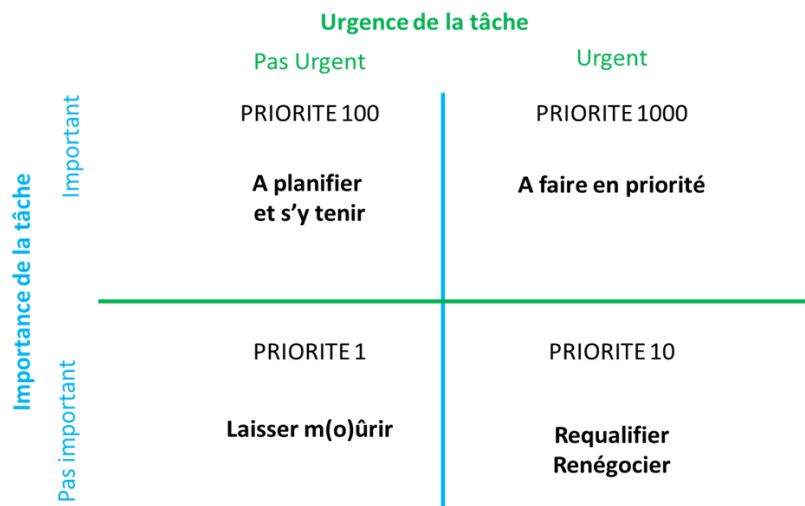 Urgence de la tâche
Pas Urgent
Urgent
Importance de la tâche
Important
PRIORITE 100
A planifier
et s’y tenir
PRIORITE 1000
A faire en priorité
Pas important
PRIORITE 1
Laisser m(o)ûrir
PRIORITE 10
Requalifier
Renégocier